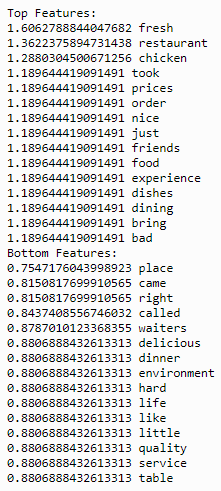 Top Features:
1.6062788844047682 fresh
1.3622375894731438 restaurant
1.2880304500671256 chicken
1.189644419091491 took
1.189644419091491 prices
1.189644419091491 order
1.189644419091491 nice
1.189644419091491 just
1.189644419091491 friends
1.189644419091491 food
1.189644419091491 experience
1.189644419091491 dishes
1.189644419091491 dining
1.189644419091491 bring
1.189644419091491 bad
Bottom Features:
0.7547176043998923 place
0.8150817699910565 came
0.8150817699910565 right
0.8437408556746032 called
0.8787010123368355 waiters
0.8806888432613313 delicious
0.8806888432613313 dinner
0.8806888432613313 environment
0.8806888432613313 hard
0.8806888432613313 life
0.8806888432613313 like
0.8806888432613313 little
0.8806888432613313 quality
0.8806888432613313 service
0.8806888432613313 table